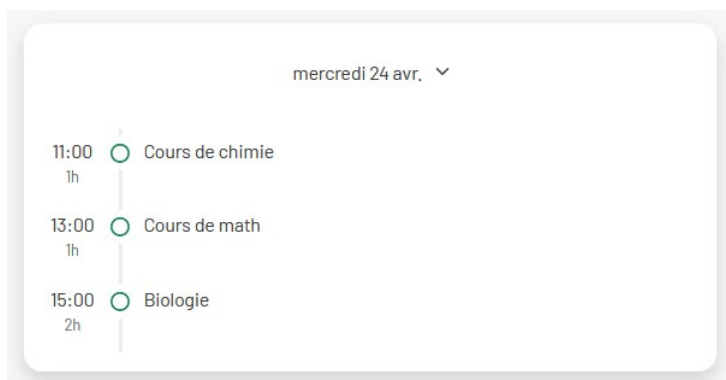 mercredi 24 avr.
11:00 Cours de chimie
1h
13:00 Cours de math
1h
15:00 Biologie
2h